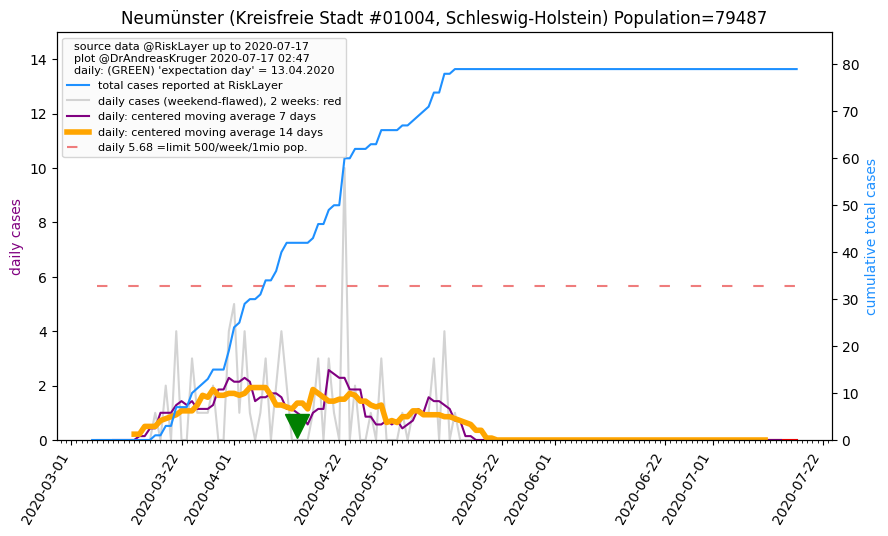 Neumünster (Kreisfreie Stadt #01004, Schleswig-Holstein) Population=79487
source data @RiskLayer up to 2020-07-17
plot @DrAndreasKruger 2020-07-17 02:47
daily: (GREEN) 'expectation day' = 13.04.2020
total cases reported at RiskLayer
daily cases (weekend-flawed), 2 weeks: red
daily: centered moving average 7 days
daily: centered moving average 14 days
daily 5.68 =limit 500/week/1mio pop.
daily cases
14
12
10
8
6
4
2
0
80
70
60
50
40
30
20
10
0
cumulative total cases
2020-03-01
2020-03-22
2020-04-01
2020-04-22
2020-05-01
2020-05-22
2020-06-01
2020-06-22
2020-07-01
2020-07-22